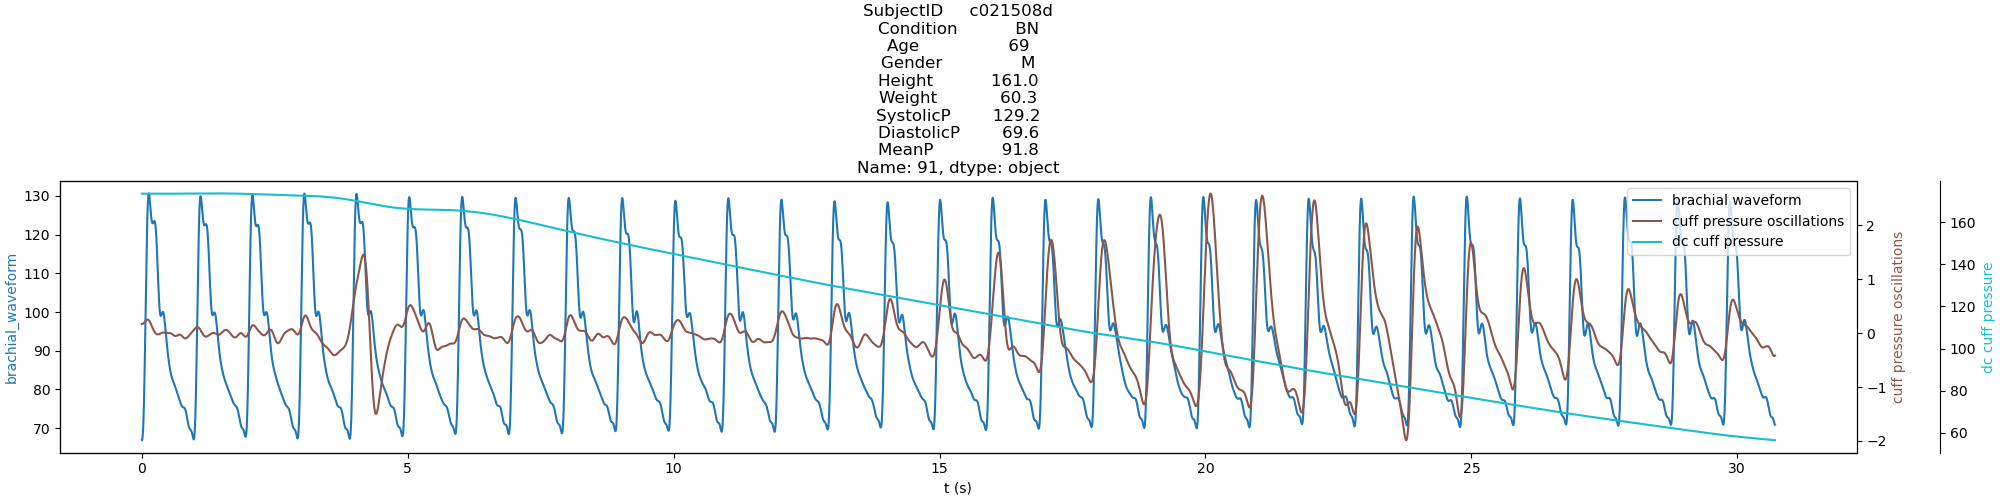 SubjectID c021508d
Condition BN
Age 69
Gender M
Height 161.0
Weight 60.3
SystolicP 129.2
DiastolicP 69.6
MeanP 91.8
Name: 91, dtype: object
brachial waveform
cuff pressure oscillations
dc cuff pressure
brachial_waveform
130
120
110
100
90
80
70
0 5 10 15 20 25 30
t (s)
2
1
0
−1
−2
cuff pressure oscillations
160
140
120
100
80
60
dc cuff pressure